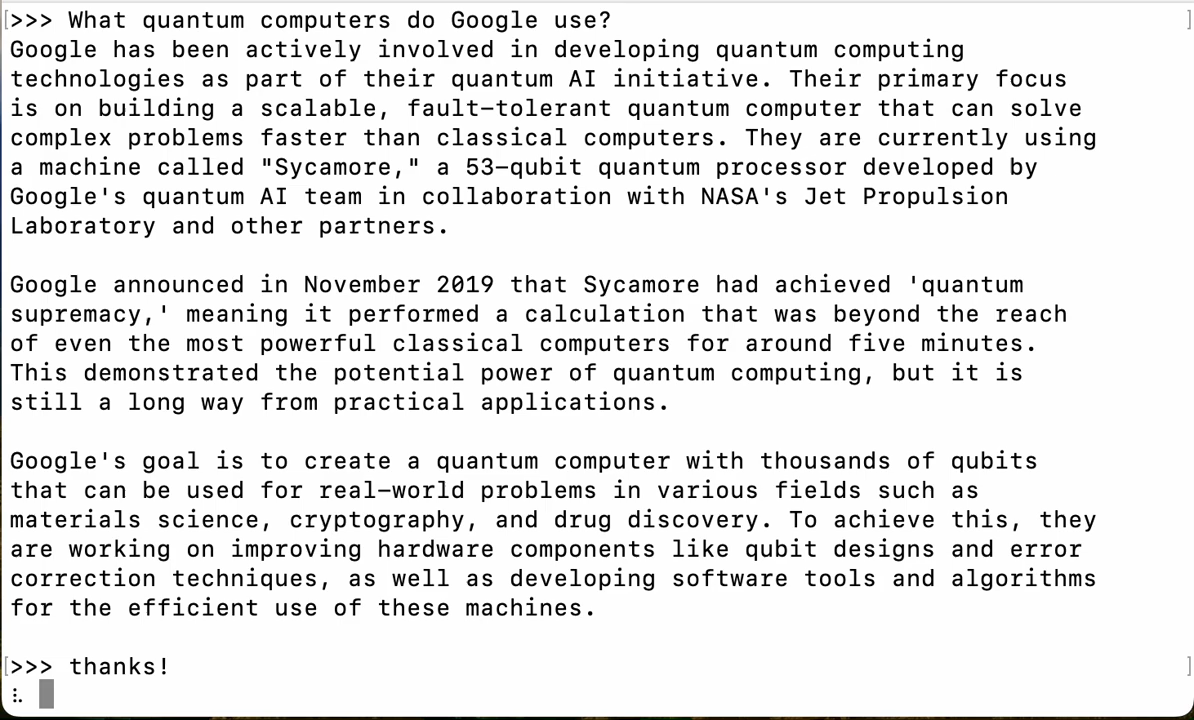 [>>> What quantum computers do Google use? ]
Google has been actively involved in developing quantum computing
technologies as part of their quantum AI initiative. Their primary focus
is on building a scalable, fault-tolerant quantum computer that can solve
complex problems faster than classical computers. They are currently using
a machine called "Sycamore," a 53-qubit quantum processor developed by
Google's quantum AI team in collaboration with NASA's Jet Propulsion
Laboratory and other partners.

Google announced in November 2019 that Sycamore had achieved 'quantum
supremacy,' meaning it performed a calculation that was beyond the reach
of even the most powerful classical computers for around five minutes.
This demonstrated the potential power of quantum computing, but it is
still a long way from practical applications.

Google's goal is to create a quantum computer with thousands of qubits
that can be used for real-world problems in various fields such as
materials science, cryptography, and drug discovery. To achieve this, they
are working on improving hardware components like qubit designs and error
correction techniques, as well as developing software tools and algorithms
for the efficient use of these machines.

[>>> thanks! ]